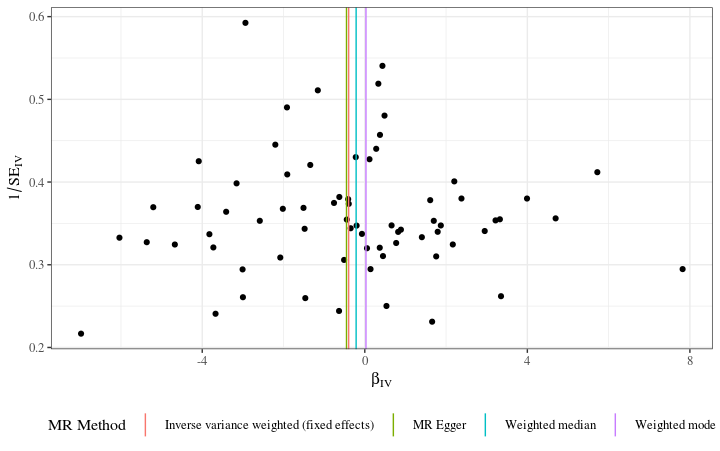 0.6
0.5
0.4
0.3
0.2
1/SE_IV
-4 0 4 8
β_IV
MR Method Inverse variance weighted (fixed effects) MR Egger Weighted median Weighted mode